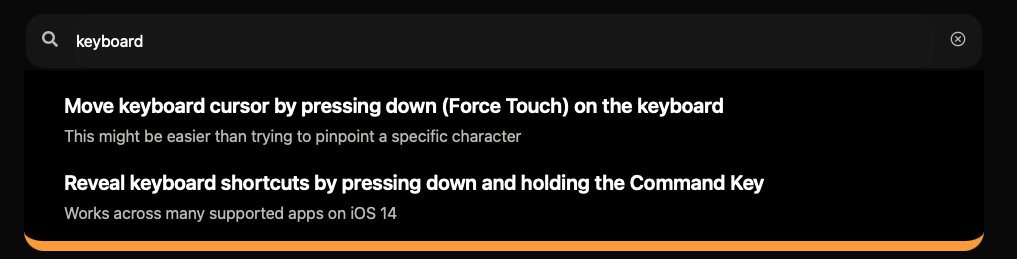 keyboard
Move keyboard cursor by pressing down (Force Touch) on the keyboard
This might be easier than trying to pinpoint a specific character
Reveal keyboard shortcuts by pressing down and holding the Command Key
Works across many supported apps on iOS 14